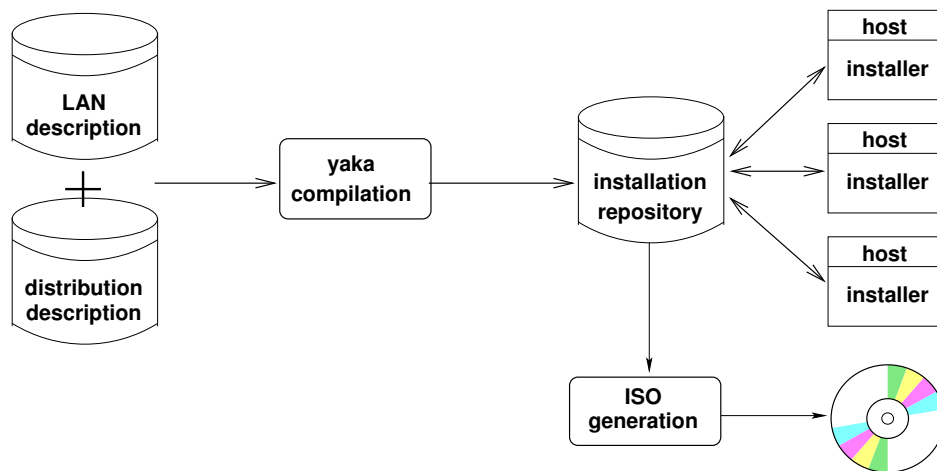 LAN
description
distribution
description
yaka
compilation
installation
repository
host
installer
host
installer
host
installer
ISO
generation